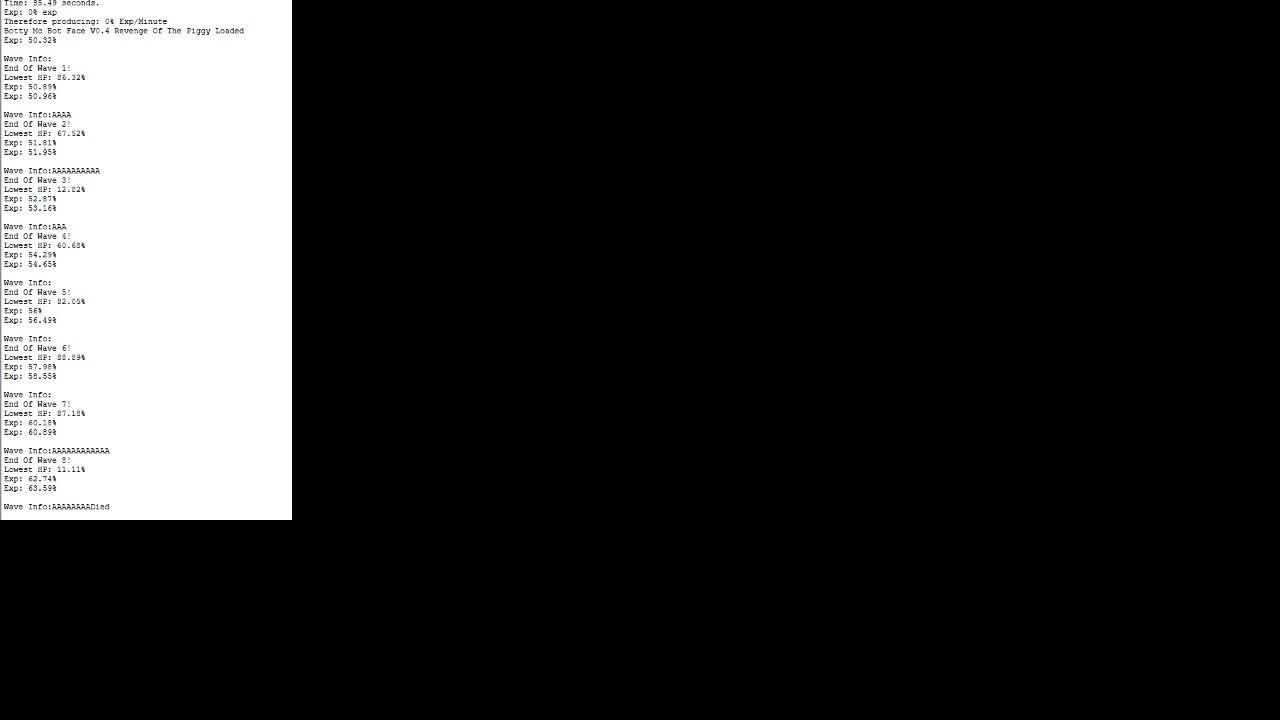 Time: 85.49 seconds.
Exp: 0% exp
Therefore producing: 0% Exp/Minute
Botty Mc Bot Face V0.4 Revenge Of The Piggy Loaded
Exp: 50.32%
Wave Info:
End Of Wave 1!
Lowest HP: 86.32%
Exp: 50.89%
Exp: 50.96%
Wave Info:AAAA
End Of Wave 2!
Lowest HP: 67.52%
Exp: 51.81%
Exp: 51.95%
Wave Info:AAAAAAAAAA
End Of Wave 3!
Lowest HP: 12.82%
Exp: 52.87%
Exp: 53.16%
Wave Info:AAA
End Of Wave 4!
Lowest HP: 60.68%
Exp: 54.29%
Exp: 54.65%
Wave Info:
End Of Wave 5!
Lowest HP: 82.05%
Exp: 56%
Exp: 56.49%
Wave Info:
End Of Wave 6!
Lowest HP: 88.89%
Exp: 57.98%
Exp: 58.55%
Wave Info:
End Of Wave 7!
Lowest HP: 87.18%
Exp: 60.18%
Exp: 60.89%
Wave Info:AAAAAAAAAAAA
End Of Wave 8!
Lowest HP: 11.11%
Exp: 62.74%
Exp: 63.59%
Wave Info:AAAAAAAADied